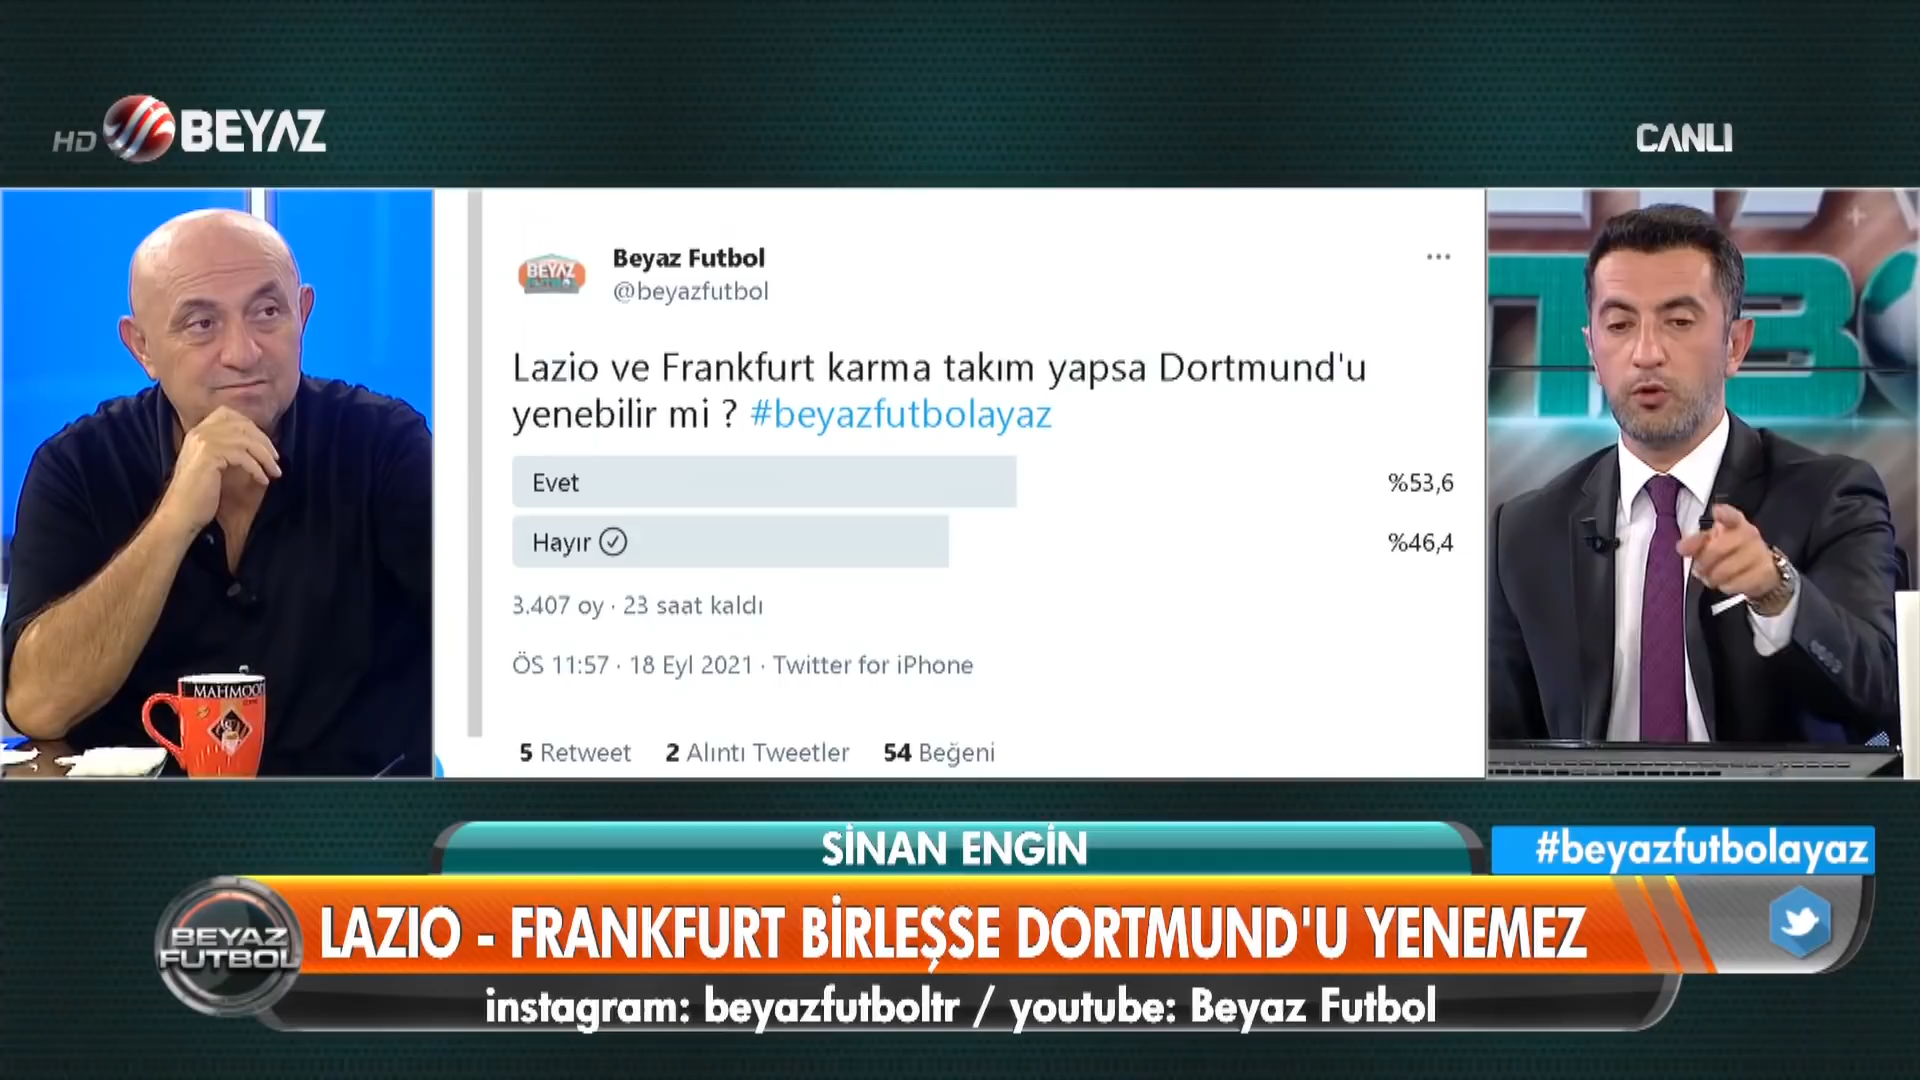 HD BEYAZ
CANLI
BEYAZ
Beyaz Futbol
@beyazfutbol
Lazio ve Frankfurt karma takım yapsa Dortmund'u
yenebilir mi ? #beyazfutbolayaz
Evet %53,6
Hayır %46,4
3.407 oy · 23 saat kaldı
ÖS 11:57 · 18 Eyl 2021 · Twitter for iPhone
5 Retweet 2 Alıntı Tweetler 54 Beğeni
MAHMOOD
SİNAN ENGİN
#beyazfutbolayaz
BEYAZ
FUTBOL
LAZIO - FRANKFURT BİRLEŞSE DORTMUND'U YENEMEZ
instagram: beyazfutboltr / youtube: Beyaz Futbol